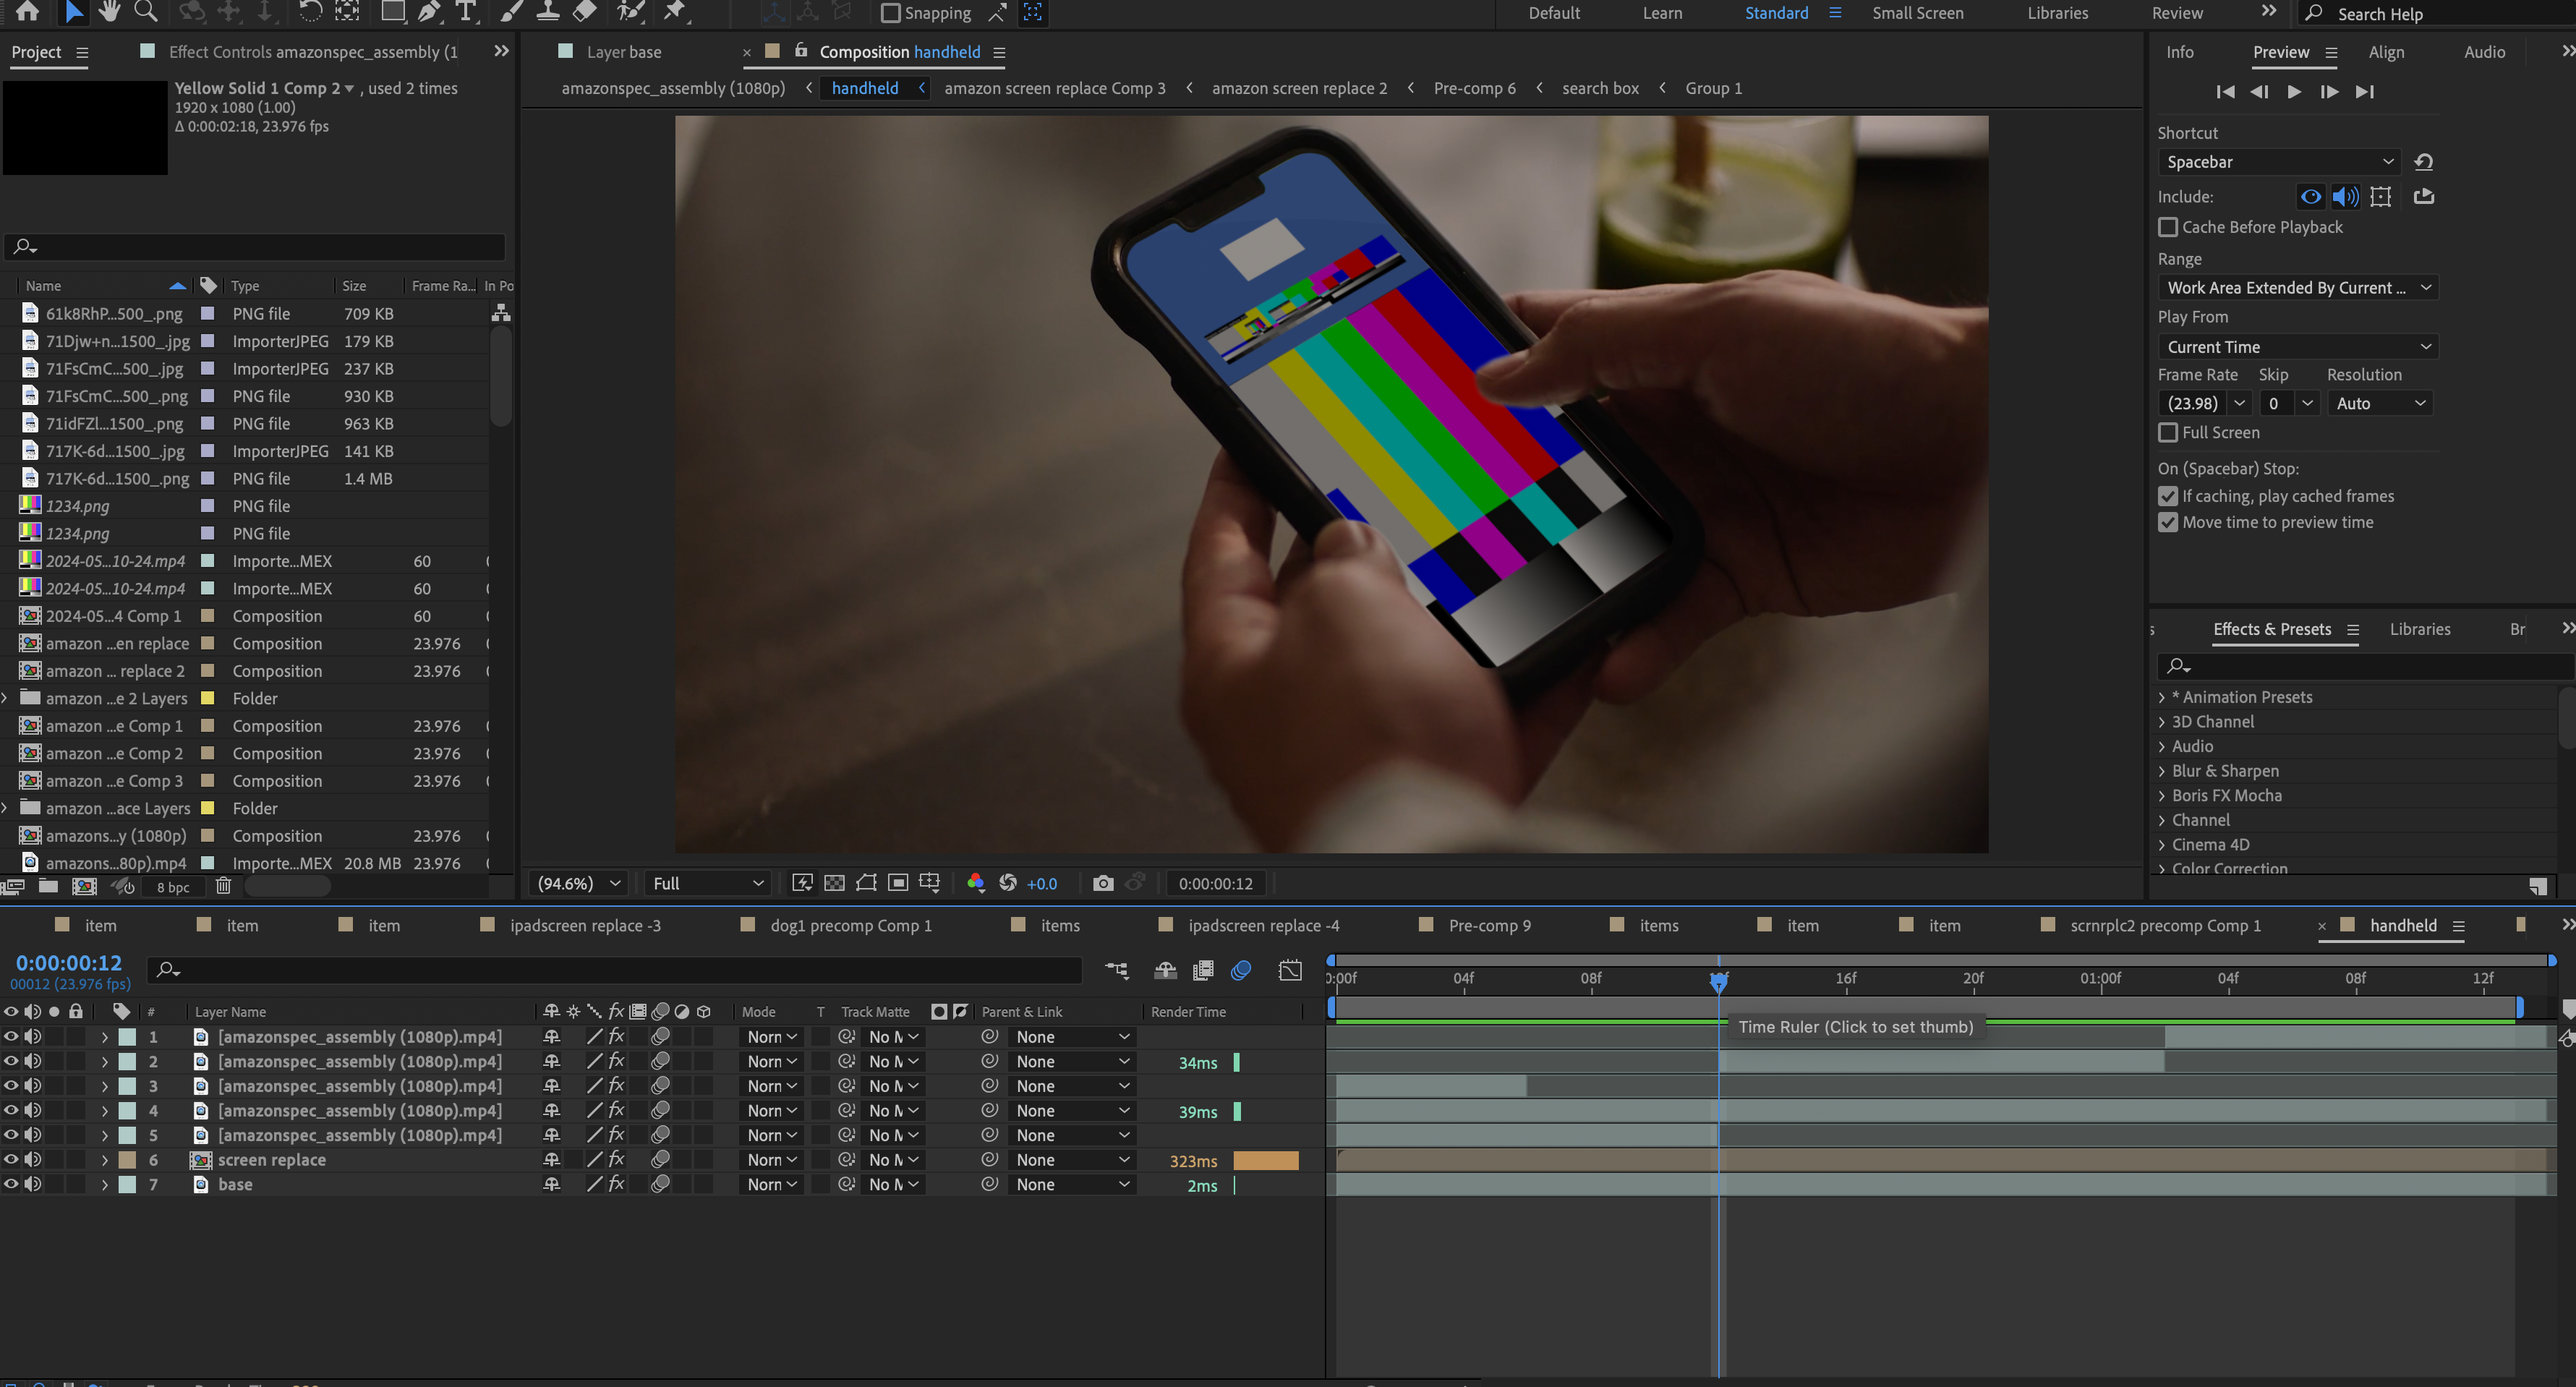 Snapping
Default
Learn
Standard
Small Screen
Libraries
Review
Search Help
Project
Effect Controls amazonspec_assembly (1
Yellow Solid 1 Comp 2 , used 2 times
1920 x 1080 (1.00)
Δ 0:00:02:18, 23.976 fps
Name Type Size Frame Ra... In Po
61k8RhP...500_.png PNG file 709 KB
71Djw+n...1500_.jpg ImporterJPEG 179 KB
71FsCmC...500_.jpg ImporterJPEG 237 KB
71FsCmC...500_.png PNG file 930 KB
71idFZl...1500_.png PNG file 963 KB
717K-6d...1500_.jpg ImporterJPEG 141 KB
717K-6d...1500_.png PNG file 1.4 MB
1234.png PNG file
1234.png PNG file
2024-05...10-24.mp4 Importe...MEX 60
2024-05...10-24.mp4 Importe...MEX 60
2024-05...4 Comp 1 Composition 60
amazon ...en replace Composition 23.976
amazon ... replace 2 Composition 23.976
amazon ...e 2 Layers Folder
amazon ...e Comp 1 Composition 23.976
amazon ...e Comp 2 Composition 23.976
amazon ...e Comp 3 Composition 23.976
amazon ...ace Layers Folder
amazons...y (1080p) Composition 23.976
amazons...80p).mp4 Importe...MEX 20.8 MB 23.976
8 bpc
Layer base
× Composition handheld
amazonspec_assembly (1080p) ‹ handheld ‹ amazon screen replace Comp 3 ‹ amazon screen replace 2 ‹ Pre-comp 6 ‹ search box ‹ Group 1
(94.6%) Full +0.0 0:00:00:12
Info
Preview
Align
Audio
Shortcut
Spacebar
Include:
Cache Before Playback
Range
Work Area Extended By Current ...
Play From
Current Time
Frame Rate Skip Resolution
(23.98) 0 Auto
Full Screen
On (Spacebar) Stop:
If caching, play cached frames
Move time to preview time
s
Effects & Presets
Libraries
Br
* Animation Presets
3D Channel
Audio
Blur & Sharpen
Boris FX Mocha
Channel
Cinema 4D
Color Correction
item
item
item
ipadscreen replace -3
dog1 precomp Comp 1
items
ipadscreen replace -4
Pre-comp 9
items
item
item
scrnrplc2 precomp Comp 1
× handheld
0:00:00:12
00012 (23.976 fps)
0:00f 04f 08f 12f 16f 20f 01:00f 04f 08f 12f
# Layer Name fx Mode T Track Matte Parent & Link Render Time
Time Ruler (Click to set thumb)
1 [amazonspec_assembly (1080p).mp4] fx Norn No M None
2 [amazonspec_assembly (1080p).mp4] fx Norn No M None 34ms
3 [amazonspec_assembly (1080p).mp4] fx Norn No M None
4 [amazonspec_assembly (1080p).mp4] fx Norn No M None 39ms
5 [amazonspec_assembly (1080p).mp4] fx Norn No M None
6 screen replace fx Norn No M None 323ms
7 base fx Norn No M None 2ms